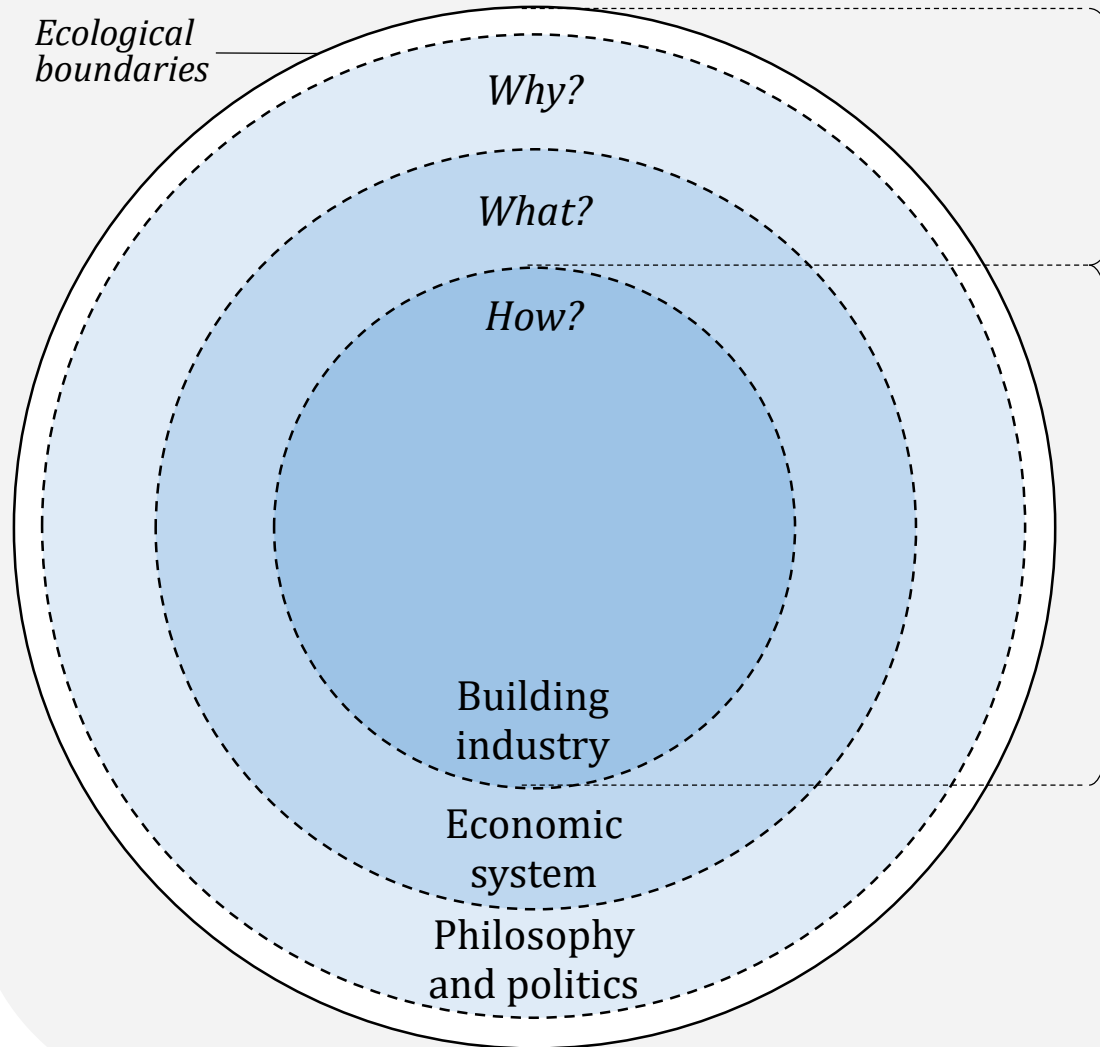 Ecological
boundaries
Why?
What?
How?
Building
industry
Economic
system
Philosophy
and politics